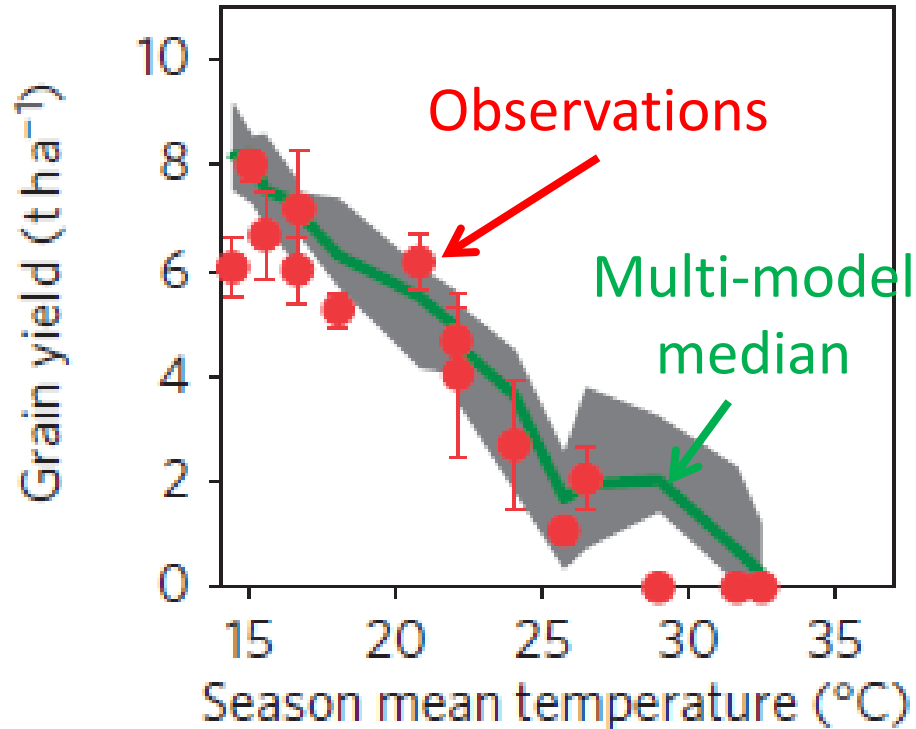 Grain yield (t ha⁻¹)
10
8
6
4
2
0
Observations
Multi-model
median
15 20 25 30 35
Season mean temperature (°C)